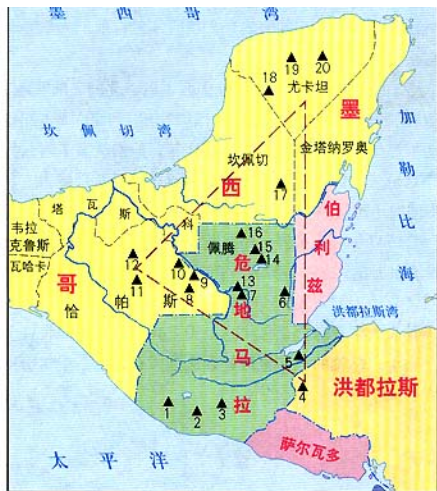 墨西哥湾
19
20
18
尤卡坦
墨
加勒比海
坎佩切湾
坎佩切
金塔纳罗奥
西
17
伯利兹
塔瓦斯科
韦拉
克鲁斯
瓦哈卡
佩腾
16
15
14
危地马拉
12
11
10
9
8
13
7
6
哥
恰帕斯
洪都拉斯湾
5
4
洪都拉斯
1
2
3
萨尔瓦多
太平洋